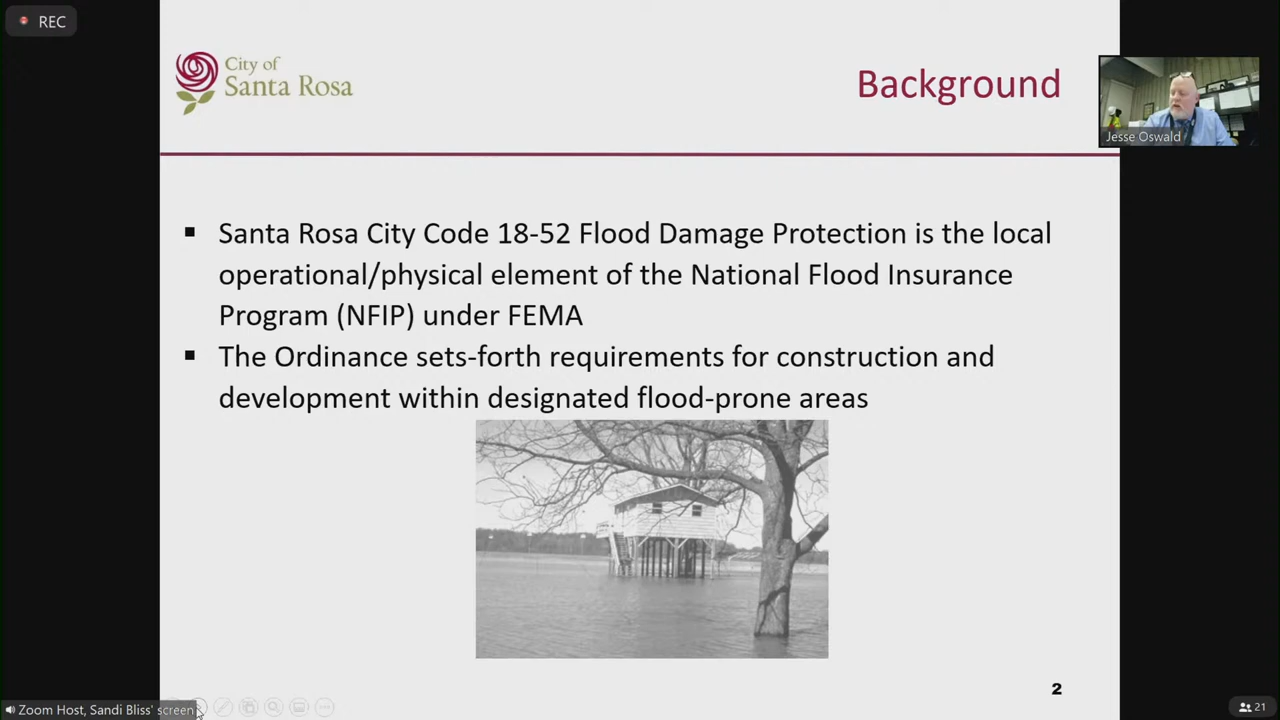 REC
City of
Santa Rosa
Background
Jesse Oswald
▪ Santa Rosa City Code 18-52 Flood Damage Protection is the local
operational/physical element of the National Flood Insurance
Program (NFIP) under FEMA
▪ The Ordinance sets-forth requirements for construction and
development within designated flood-prone areas
2
Zoom Host, Sandi Bliss' screen
21